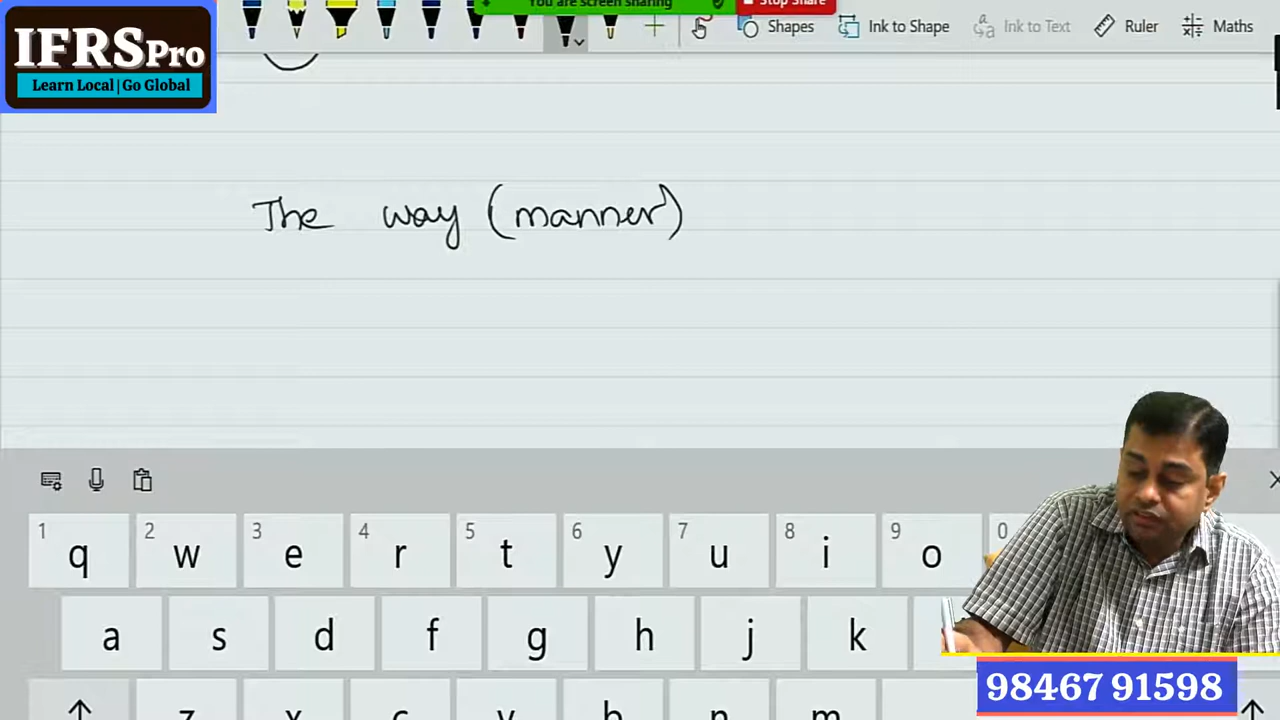 You are screen sharing
Stop Share
IFRSPro
Learn Local | Go Global
Shapes
Ink to Shape
Ink to Text
Ruler
Maths
The way (manner)
1 2 3 4 5 6 7 8 9 0
q w e r t y u i o
a s d f g h j k
z x c v b n m
98467 91598